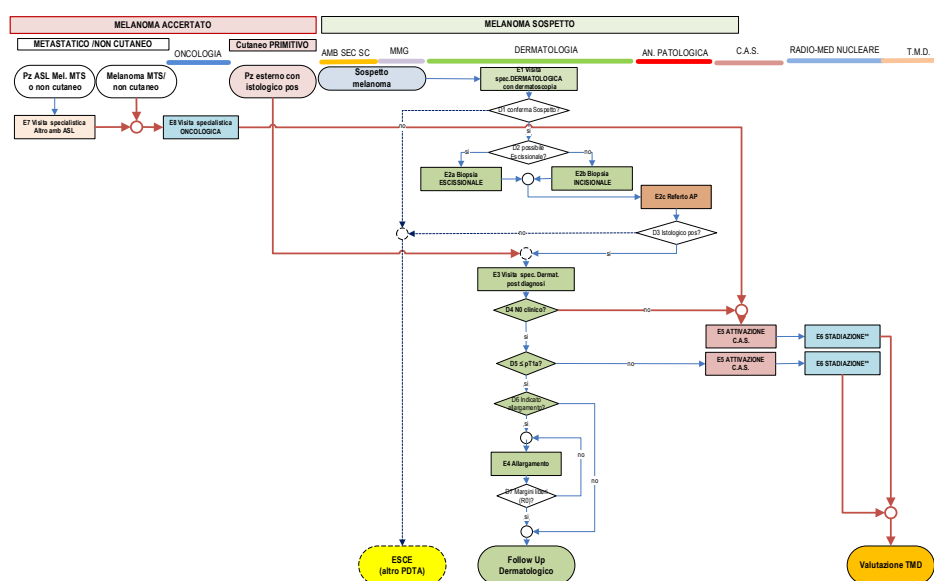 MELANOMA ACCERTATO
MELANOMA SOSPETTO
METASTATICO /NON CUTANEO
ONCOLOGIA
Cutaneo PRIMITIVO
AMB SEC SC
MMG
DERMATOLOGIA
AN. PATOLOGICA
C.A.S.
RADIO-MED NUCLEARE
T.M.D.
Pz ASL Mel. MTS
o non cutaneo
Melanoma MTS/
non cutaneo
Pz esterno con
istologico pos
Sospetto
melanoma
E1 Visita
spec.DERMATOLOGICA
con dermatoscopia
E7 Visita specialistica
Altro amb ASL
E8 Visita specialistica
ONCOLOGICA
D1 conferma Sospetto?
no
si
D2 possibile
Escissionale?
si
no
E2a Biopsia
ESCISSIONALE
E2b Biopsia
INCISIONALE
E2c Referto AP
D3 Istologico pos?
no
si
E3 Visita spec. Dermat.
post diagnosi
D4 N0 clinico?
no
si
E5 ATTIVAZIONE
C.A.S.
E6 STADIAZIONE**
D5 ≤ pT1a?
no
E5 ATTIVAZIONE
C.A.S.
E6 STADIAZIONE**
si
D6 Indicato
allargamento?
si
no
no
E4 Allargamento
D7 Margini liberi
(R0)?
si
ESCE
(altro PDTA)
Follow Up
Dermatologico
Valutazione TMD